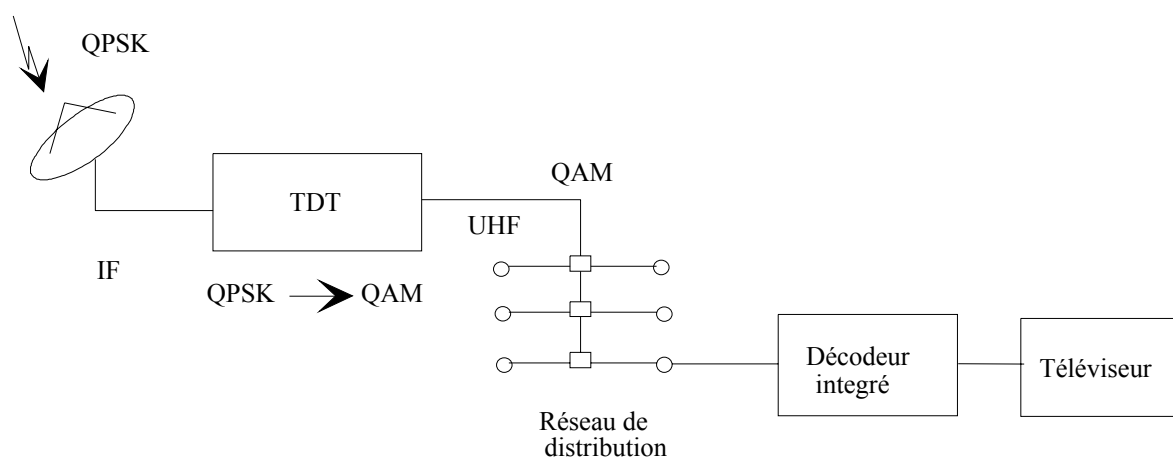 QPSK
QAM
TDT
UHF
IF
QPSK QAM
Décodeur
integré
Téléviseur
Réseau de
distribution